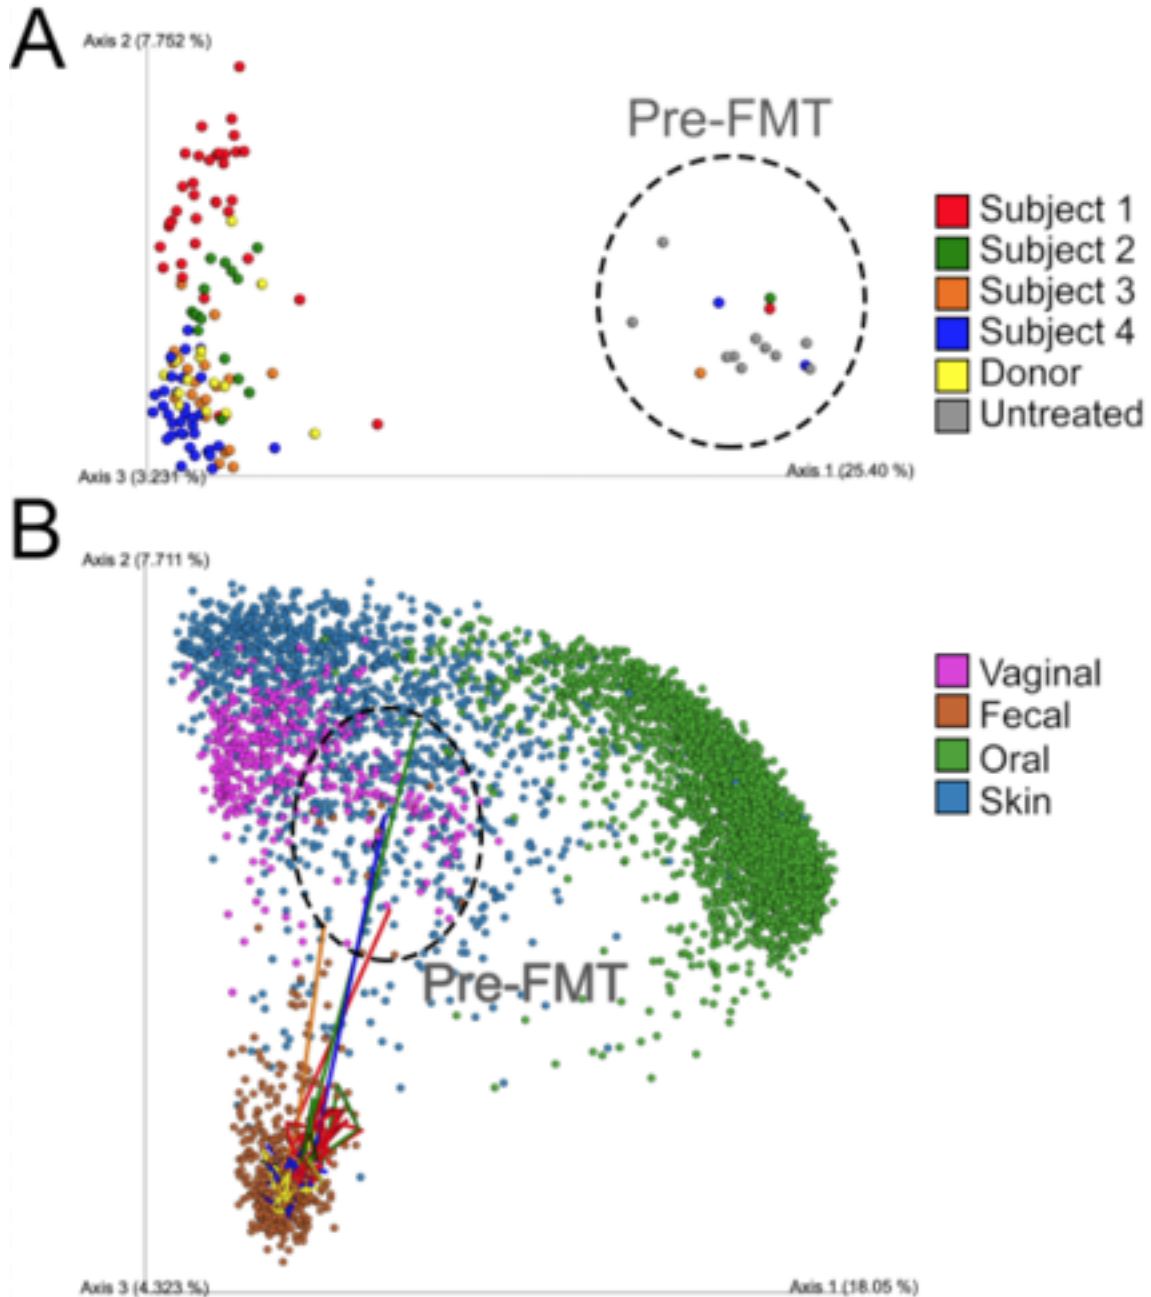 A
Axis 2 (7.752 %)
Pre-FMT
Subject 1
Subject 2
Subject 3
Subject 4
Donor
Untreated
Axis 3 (3.231 %)
Axis 1 (25.40 %)
B
Axis 2 (7.711 %)
Vaginal
Fecal
Oral
Skin
Pre-FMT
Axis 3 (4.323 %)
Axis 1 (18.05 %)